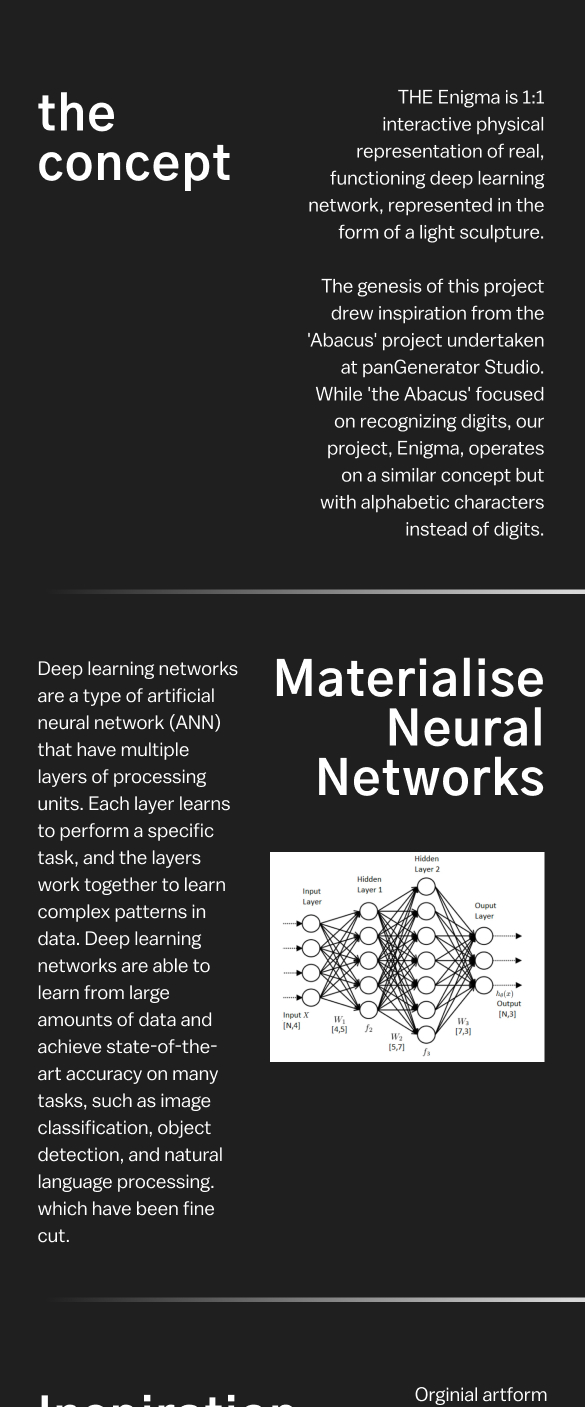 the
concept
THE Enigma is 1:1
interactive physical
representation of real,
functioning deep learning
network, represented in the
form of a light sculpture.
The genesis of this project
drew inspiration from the
'Abacus' project undertaken
at panGenerator Studio.
While 'the Abacus' focused
on recognizing digits, our
project, Enigma, operates
on a similar concept but
with alphabetic characters
instead of digits.
Deep learning networks
are a type of artificial
neural network (ANN)
that have multiple
layers of processing
units. Each layer learns
to perform a specific
task, and the layers
work together to learn
complex patterns in
data. Deep learning
networks are able to
learn from large
amounts of data and
achieve state-of-the-
art accuracy on many
tasks, such as image
classification, object
detection, and natural
language processing.
which have been fine
cut.
Materialise
Neural
Networks
Input
Layer
Hidden
Layer 1
Hidden
Layer 2
Ouput
Layer
Input X
[N,4]
W₁
[4,5]
f₂
W₂
[5,7]
f₃
W₃
[7,3]
h₀(x)
Output
[N,3]
Inspiration
Orginial artform